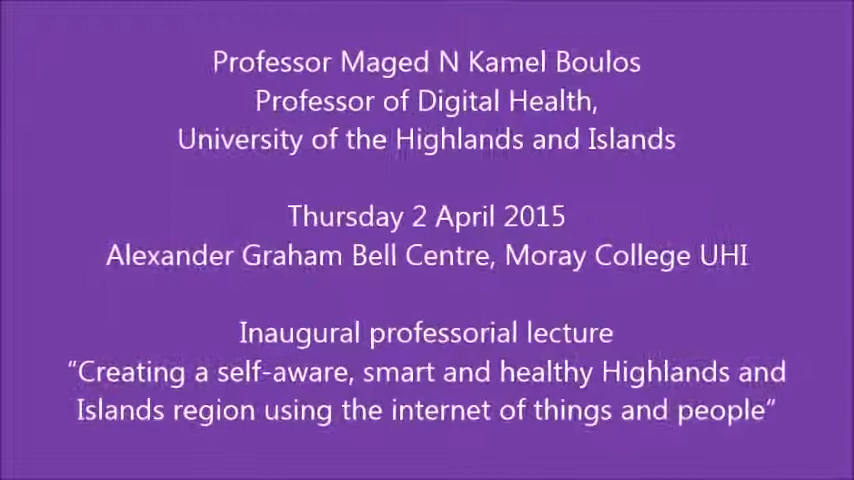 Professor Maged N Kamel Boulos
Professor of Digital Health,
University of the Highlands and Islands
Thursday 2 April 2015
Alexander Graham Bell Centre, Moray College UHI
Inaugural professorial lecture
“Creating a self-aware, smart and healthy Highlands and
Islands region using the internet of things and people”